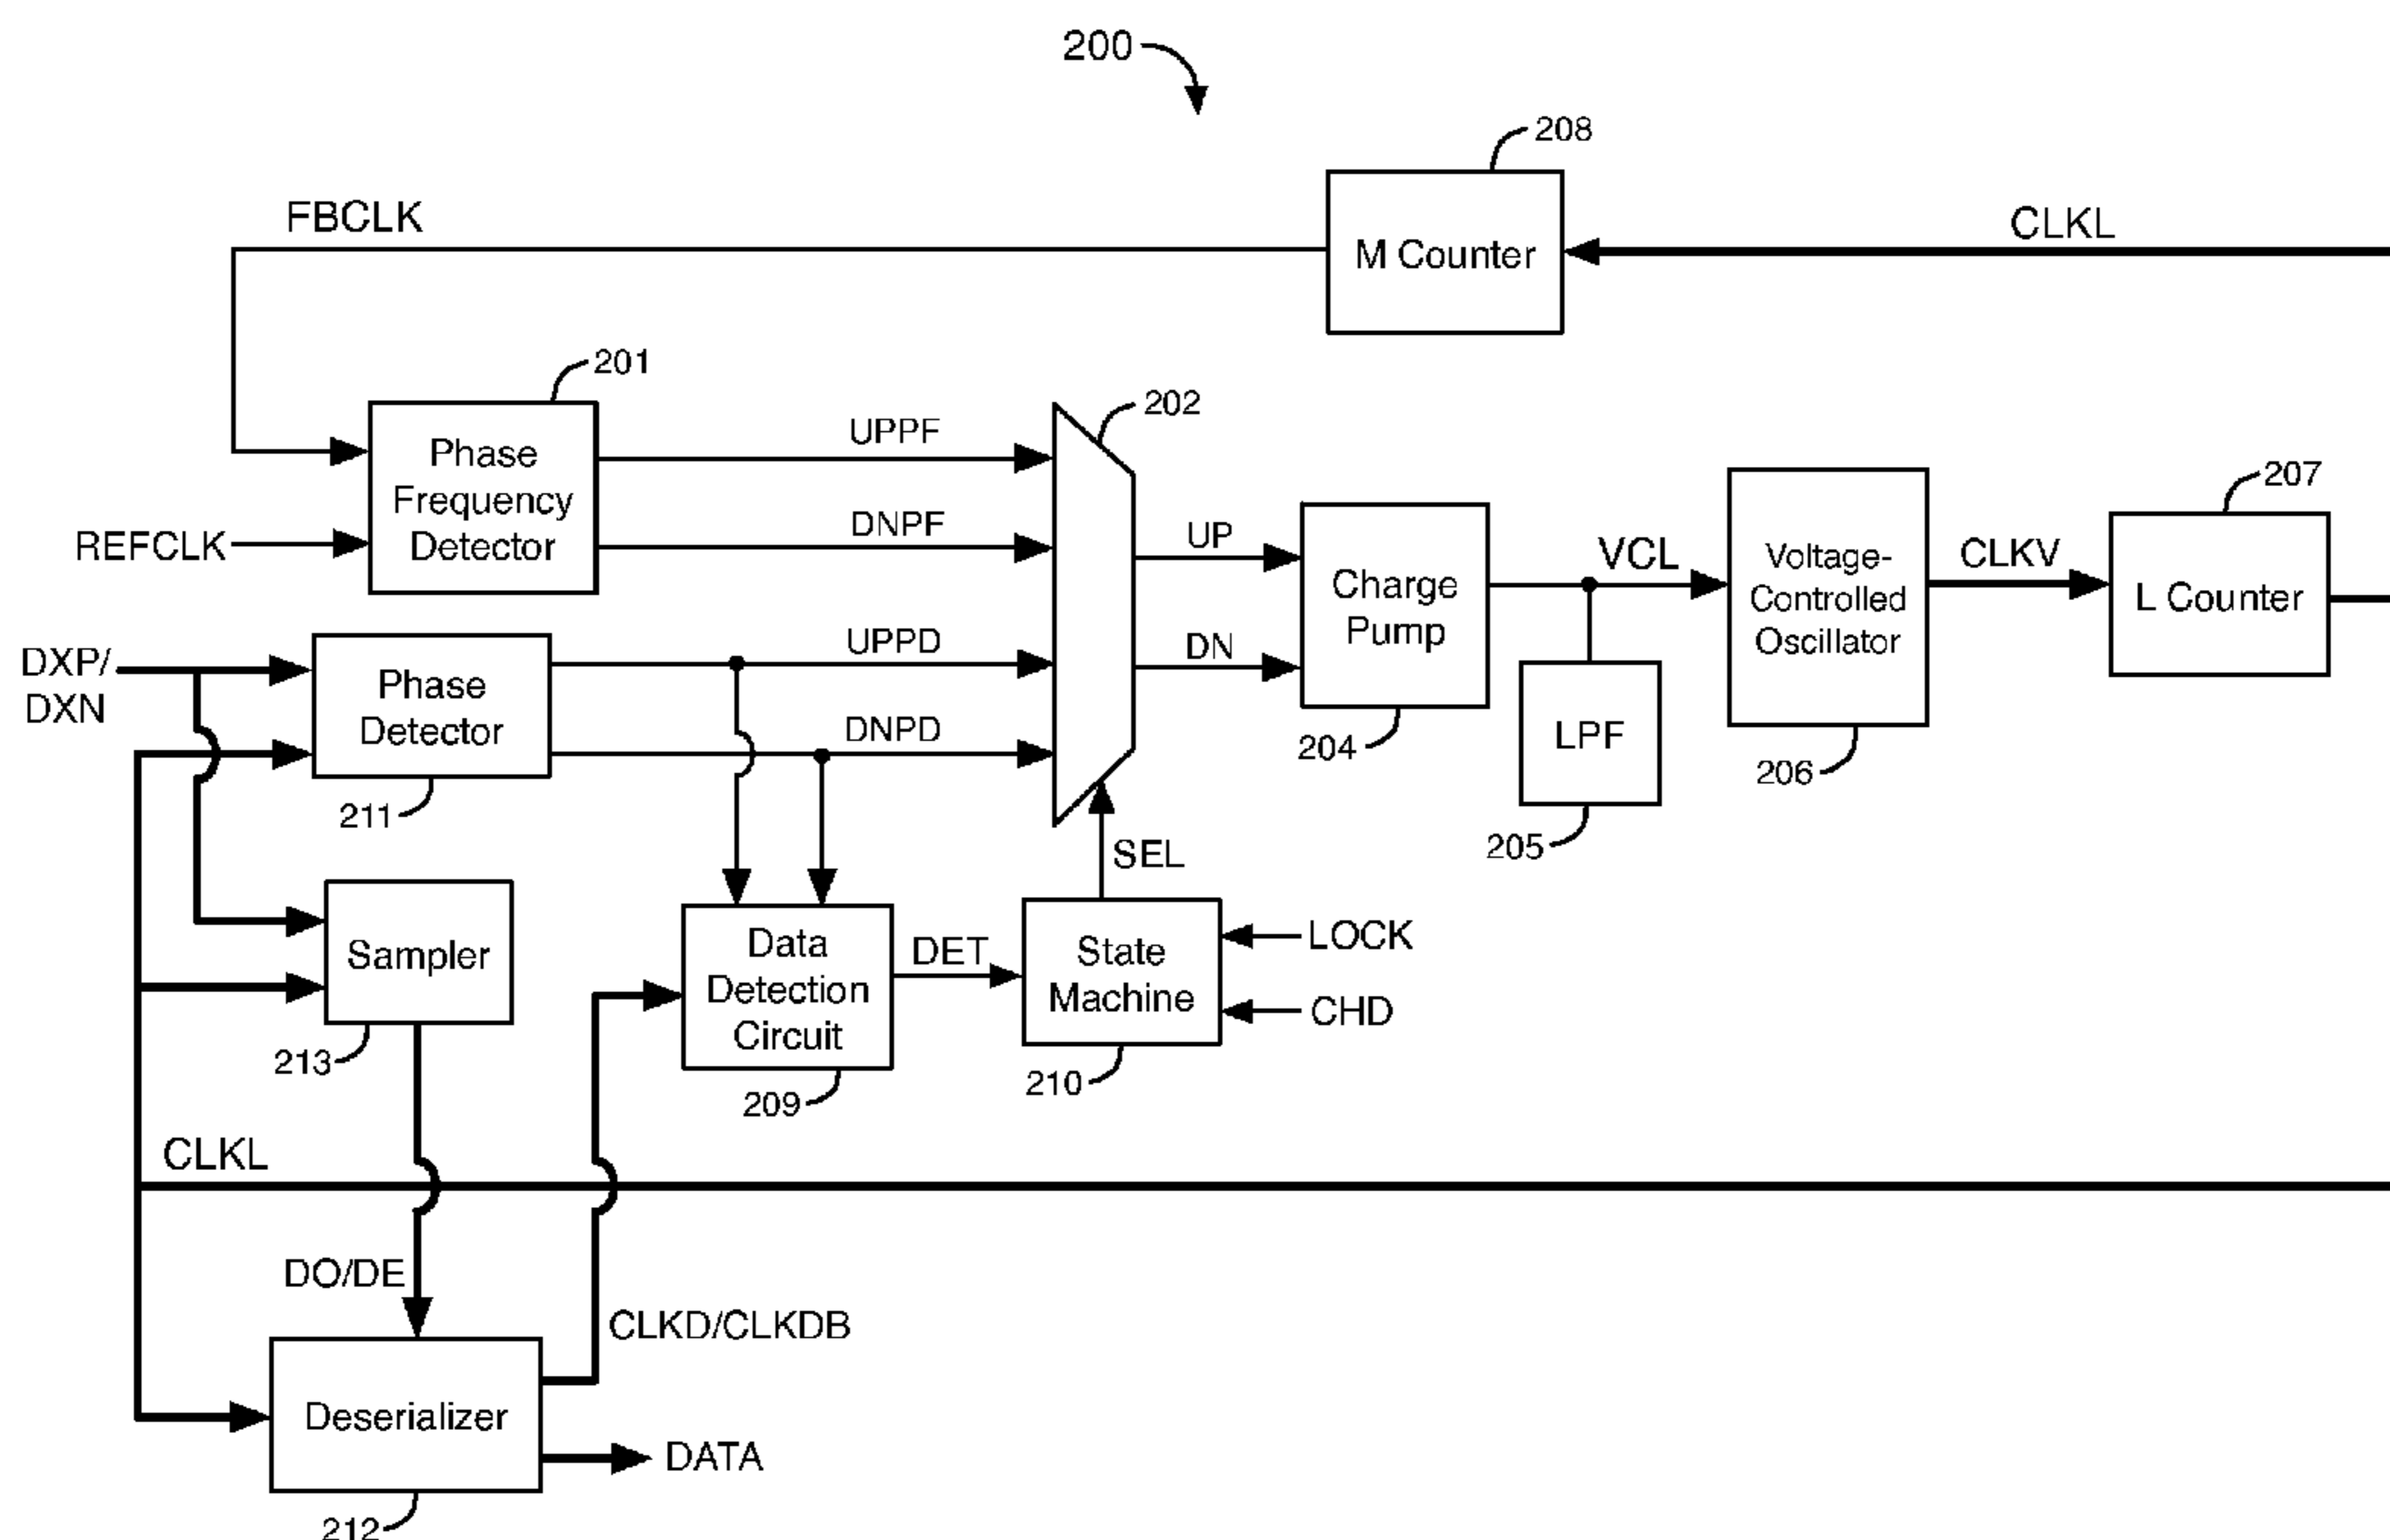 200
208
FBCLK
M Counter
CLKL
201
202
Phase
Frequency
Detector
UPPF
DNPF
REFCLK
UP
DN
Charge
Pump
204
VCL
LPF
205
Voltage-
Controlled
Oscillator
206
CLKV
207
L Counter
DXP/
DXN
Phase
Detector
211
UPPD
DNPD
SEL
Sampler
213
Data
Detection
Circuit
209
DET
State
Machine
210
LOCK
CHD
CLKL
DO/DE
CLKD/CLKDB
Deserializer
DATA
212